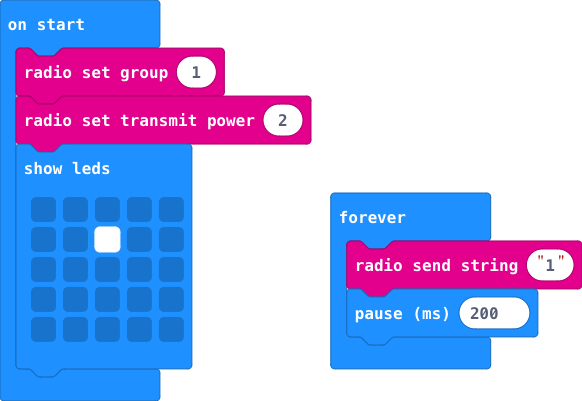 on start
radio set group 1
radio set transmit power 2
show leds
forever
radio send string "1"
pause (ms) 200